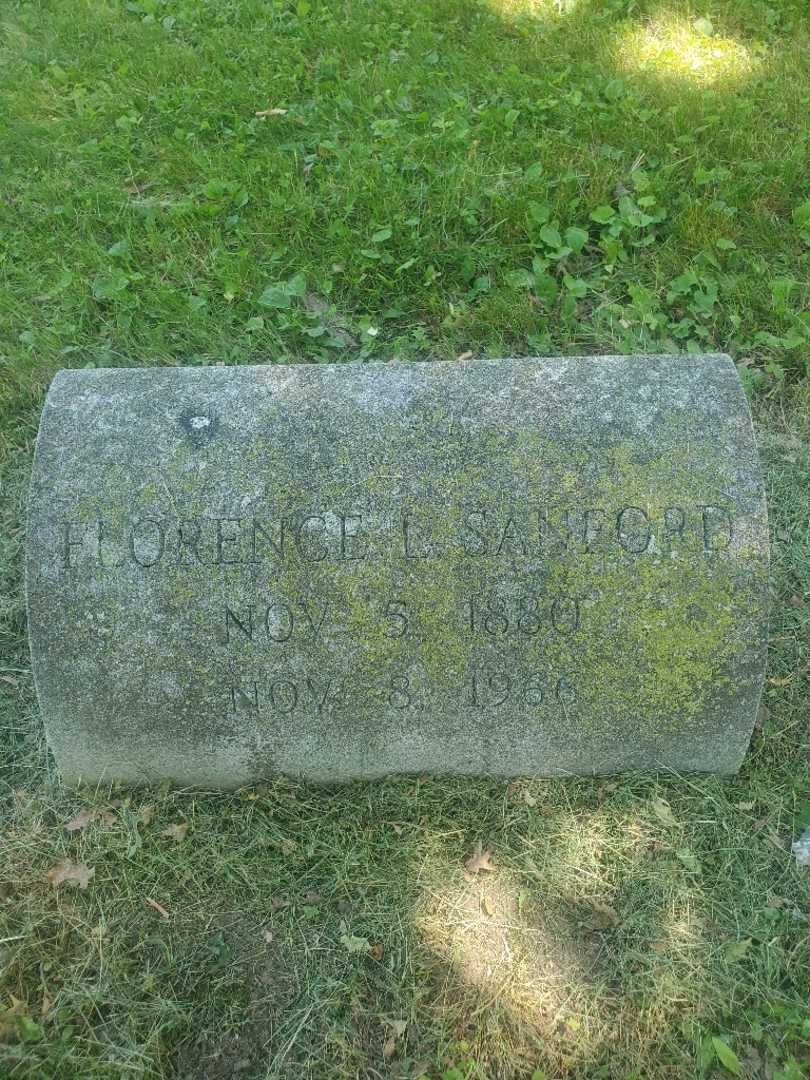 FLORENCE L. SANFORD
NOV. 5, 1880
NOV. 8, 1966